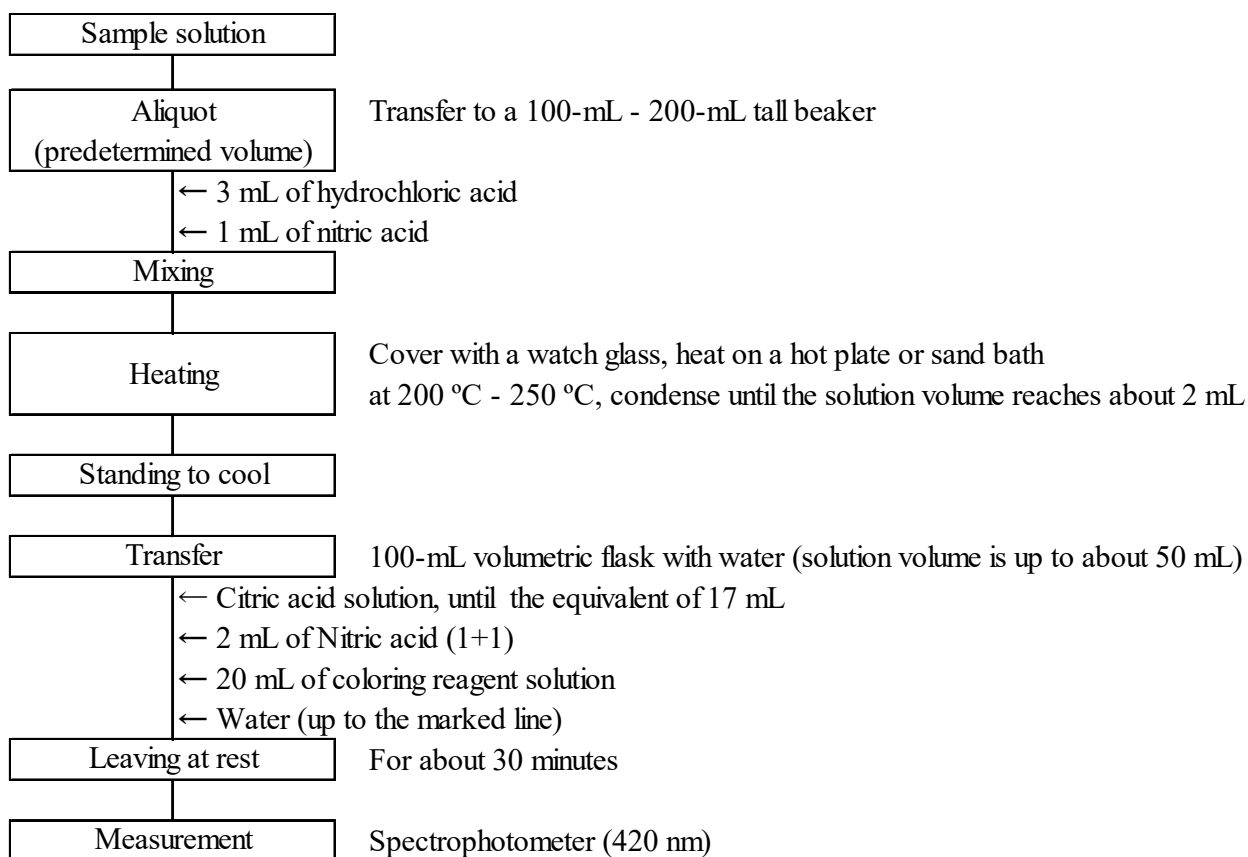 Sample solution
Aliquot
(predetermined volume)
Transfer to a 100-mL - 200-mL tall beaker
← 3 mL of hydrochloric acid
← 1 mL of nitric acid
Mixing
Heating
Cover with a watch glass, heat on a hot plate or sand bath
at 200 ºC - 250 ºC, condense until the solution volume reaches about 2 mL
Standing to cool
Transfer
100-mL volumetric flask with water (solution volume is up to about 50 mL)
← Citric acid solution, until the equivalent of 17 mL
← 2 mL of Nitric acid (1+1)
← 20 mL of coloring reagent solution
← Water (up to the marked line)
Leaving at rest
For about 30 minutes
Measurement
Spectrophotometer (420 nm)